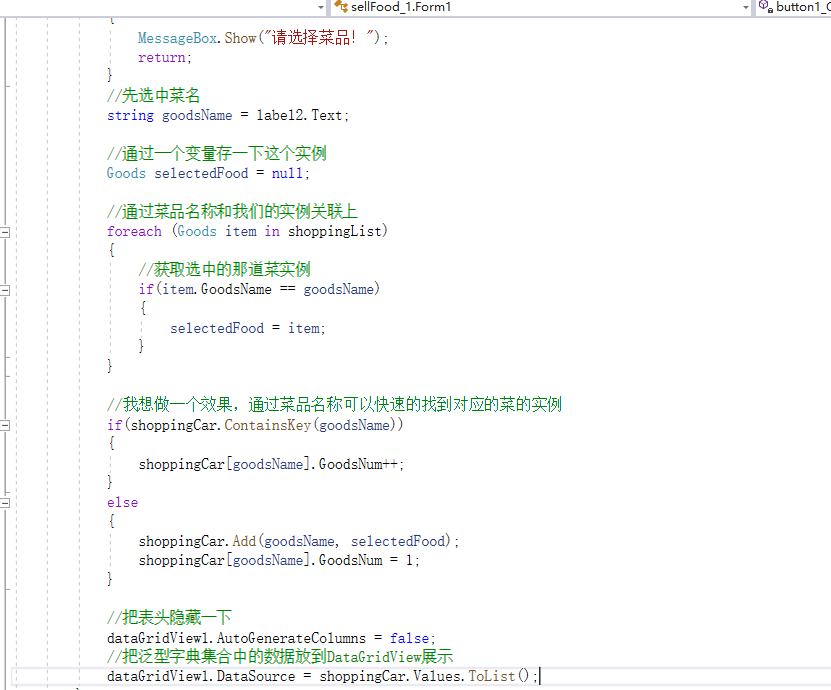 sellFood_1.Form1
button1_C
{
MessageBox.Show("请选择菜品! ");
return;
}
//先选中菜名
string goodsName = label2.Text;
//通过一个变量存一下这个实例
Goods selectedFood = null;
//通过菜品名称和我们的实例关联上
foreach (Goods item in shoppingList)
{
//获取选中的那道菜实例
if(item.GoodsName == goodsName)
{
selectedFood = item;
}
}
//我想做一个效果，通过菜品名称可以快速的找到对应的菜的实例
if(shoppingCar.ContainsKey(goodsName))
{
shoppingCar[goodsName].GoodsNum++;
}
else
{
shoppingCar.Add(goodsName, selectedFood);
shoppingCar[goodsName].GoodsNum = 1;
}
//把表头隐藏一下
dataGridView1.AutoGenerateColumns = false;
//把泛型字典集合中的数据放到DataGridView展示
dataGridView1.DataSource = shoppingCar.Values.ToList();